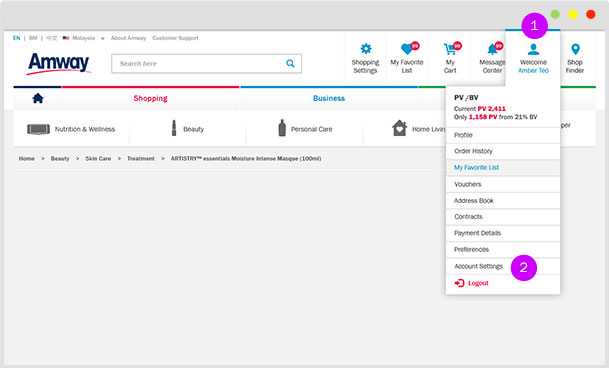 1
EN | BM | 中文 Malaysia About Amway Customer Support
Amway
Search here
Shopping Settings
My Favorite List
99
My Cart
99
Message Center
99
Welcome Amber Teo
Shop Finder
Shopping
Business
Nutrition & Wellness
Beauty
Personal Care
Home Livin
per
Home > Beauty > Skin Care > Treatment > ARTISTRY™ essentials Moisture Intense Masque (100ml)
PV /BV
Current PV 2,411
Only 1,158 PV from 21% BV
Profile
Order History
My Favorite List
Vouchers
Address Book
Contracts
Payment Details
Preferences
Account Settings
2
Logout